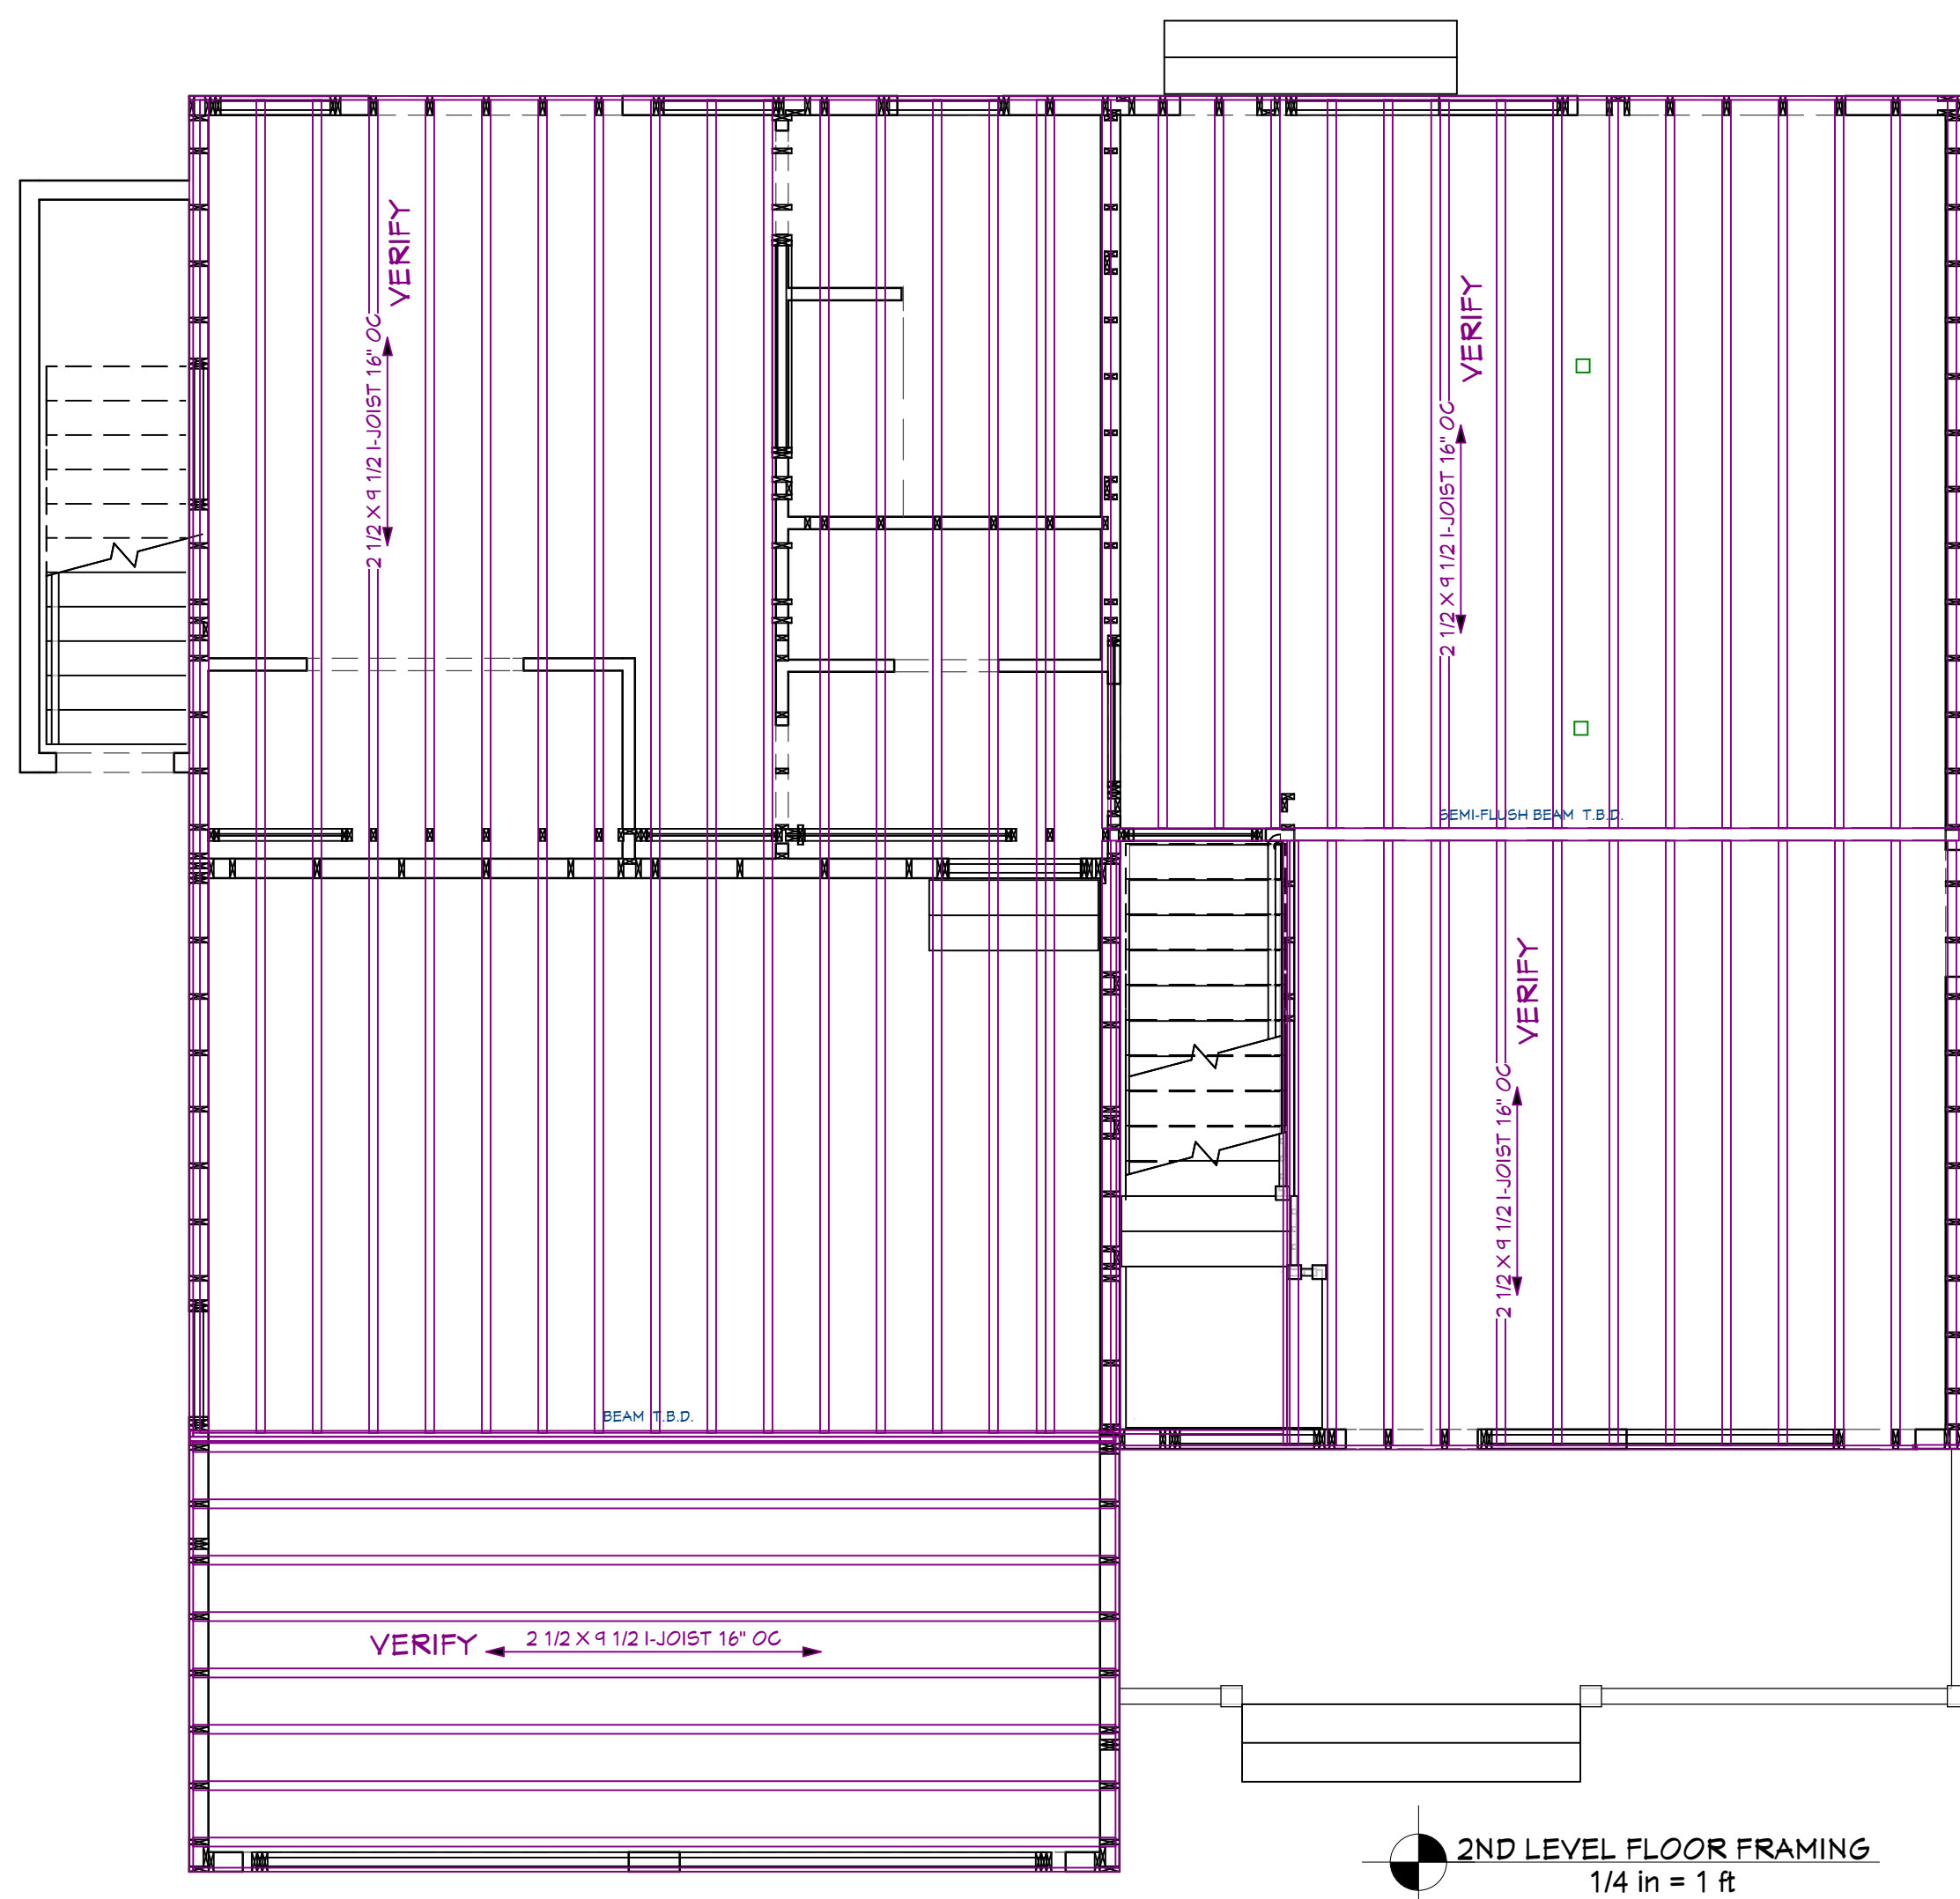 VERIFY
2 1/2 X 9 1/2 I-JOIST 16" OC
VERIFY
2 1/2 X 9 1/2 I-JOIST 16" OC
SEMI-FLUSH BEAM T.B.D.
VERIFY
2 1/2 X 9 1/2 I-JOIST 16" OC
BEAM T.B.D.
VERIFY
2 1/2 X 9 1/2 I-JOIST 16" OC
2ND LEVEL FLOOR FRAMING
1/4 in = 1 ft